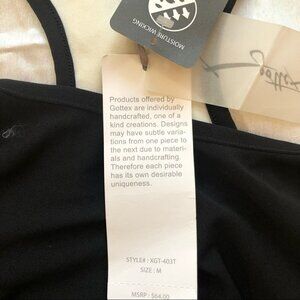 MOISTURE WICKING
Gottex
Products offered by
Gottex are individually
handcrafted, one of a
kind creations. Designs
may have subtle varia-
tions from one piece to
the next due to materi-
als and handcrafting.
Therefore each piece
has its own desirable
uniqueness.
STYLE# : XGT-403T
SIZE : M
MSRP : $64.00